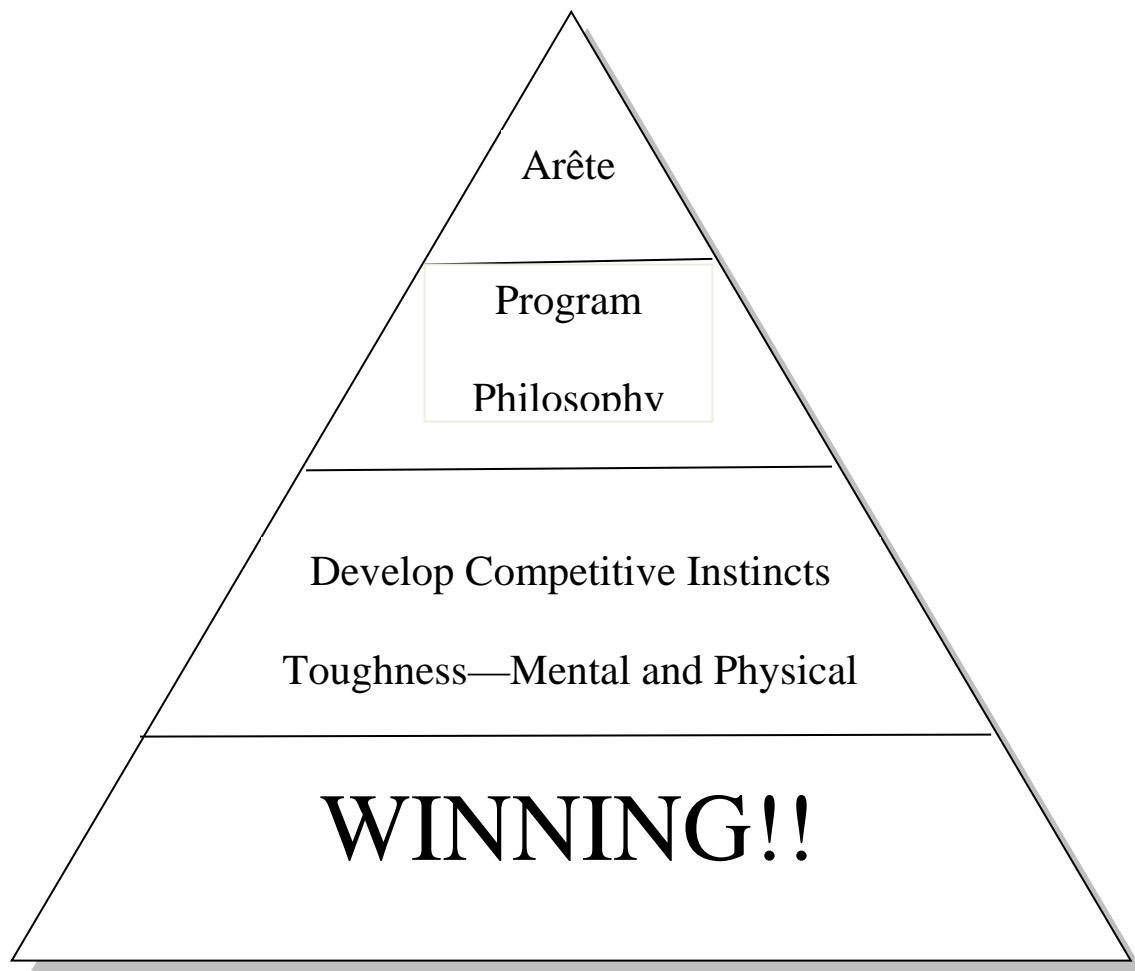 Arête
Program
Philosophy
Develop Competitive Instincts
Toughness—Mental and Physical
WINNING!!